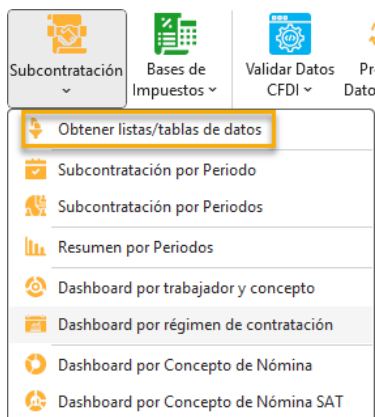 Subcontratación
Bases de
Impuestos
Validar Datos
CFDI
Obtener listas/tablas de datos
Subcontratación por Periodo
Subcontratación por Periodos
Resumen por Periodos
Dashboard por trabajador y concepto
Dashboard por régimen de contratación
Dashboard por Concepto de Nómina
Dashboard por Concepto de Nómina SAT